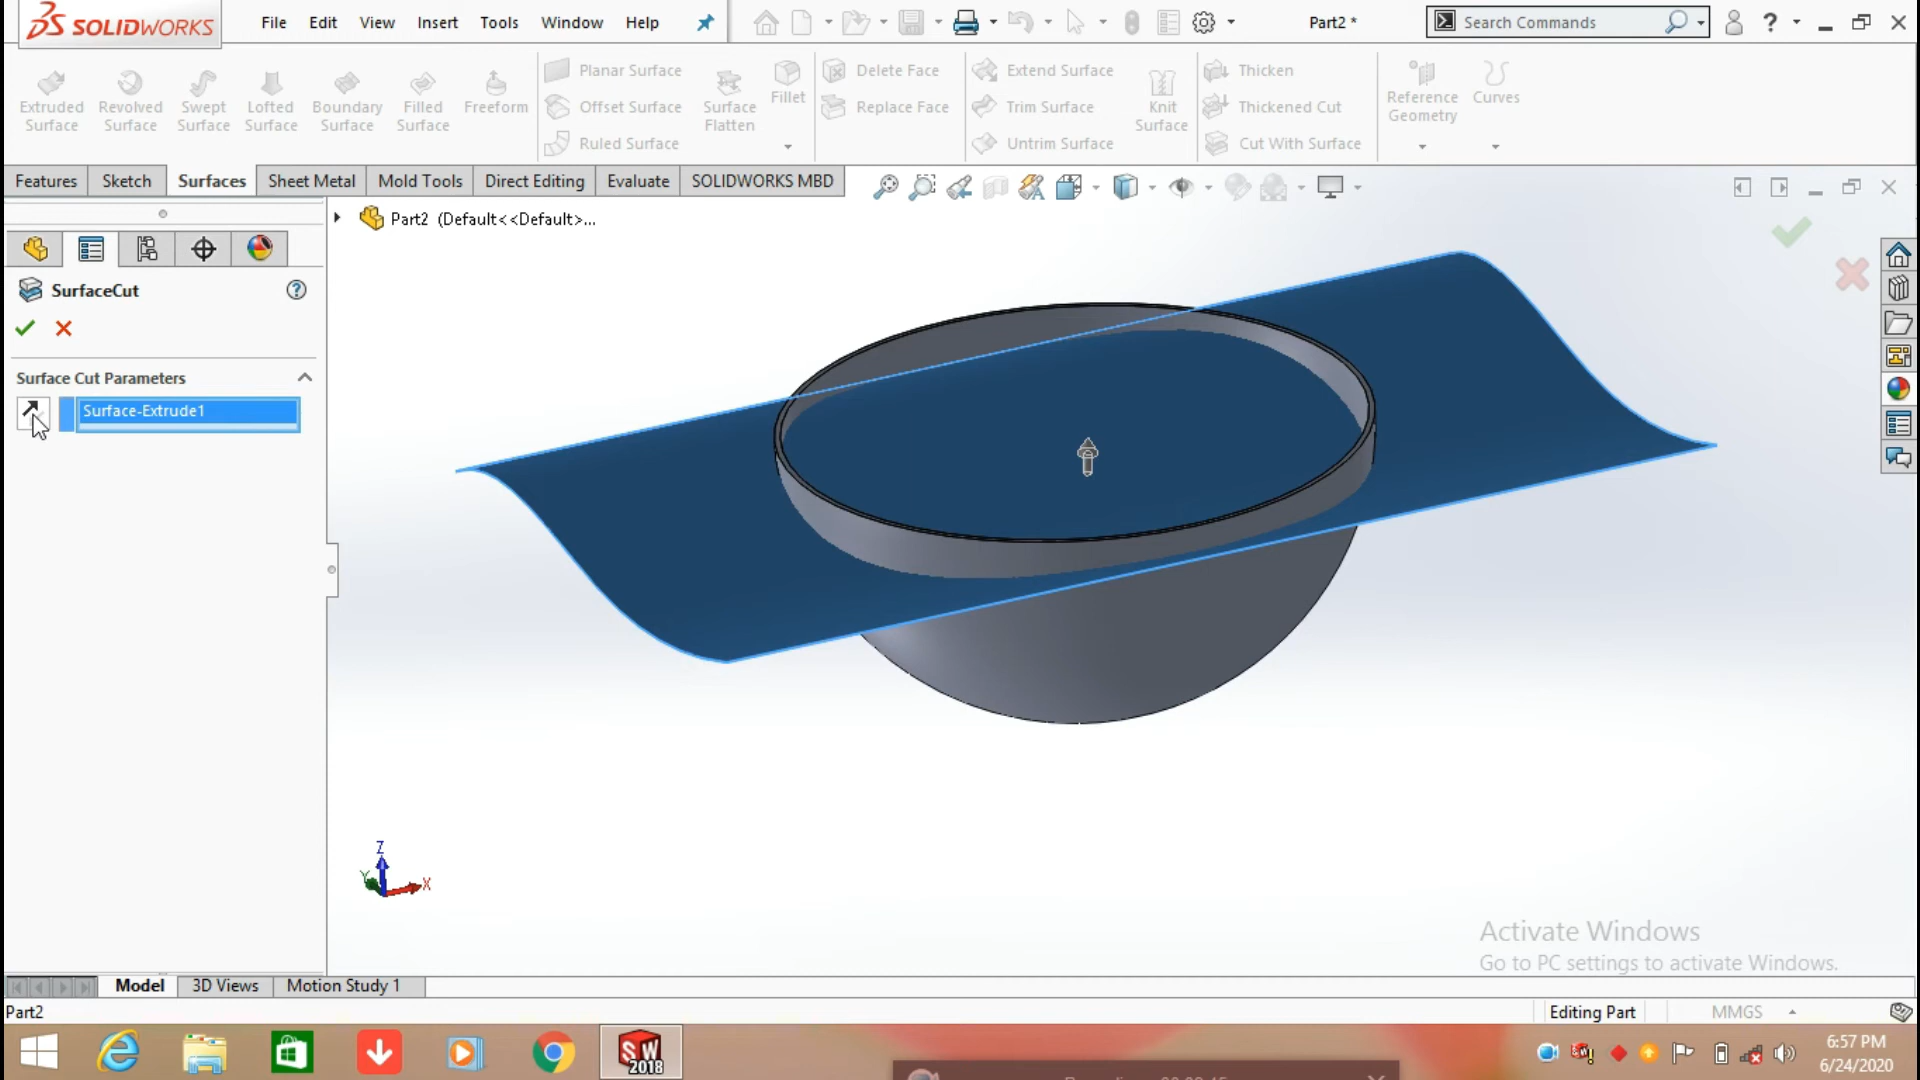 SOLIDWORKS
File Edit View Insert Tools Window Help
Part2 *
Search Commands
Extruded Surface
Revolved Surface
Swept Surface
Lofted Surface
Boundary Surface
Filled Surface
Freeform
Planar Surface
Offset Surface
Ruled Surface
Surface Flatten
Fillet
Delete Face
Replace Face
Extend Surface
Trim Surface
Untrim Surface
Knit Surface
Thicken
Thickened Cut
Cut With Surface
Reference Geometry
Curves
Features Sketch Surfaces Sheet Metal Mold Tools Direct Editing Evaluate SOLIDWORKS MBD
Part2 (Default<<Default>...
SurfaceCut
Surface Cut Parameters
Surface-Extrude1
Z
Y
X
Activate Windows
Go to PC settings to activate Windows.
Model 3D Views Motion Study 1
Part2
Editing Part
MMGS
SW
2018
6:57 PM
6/24/2020